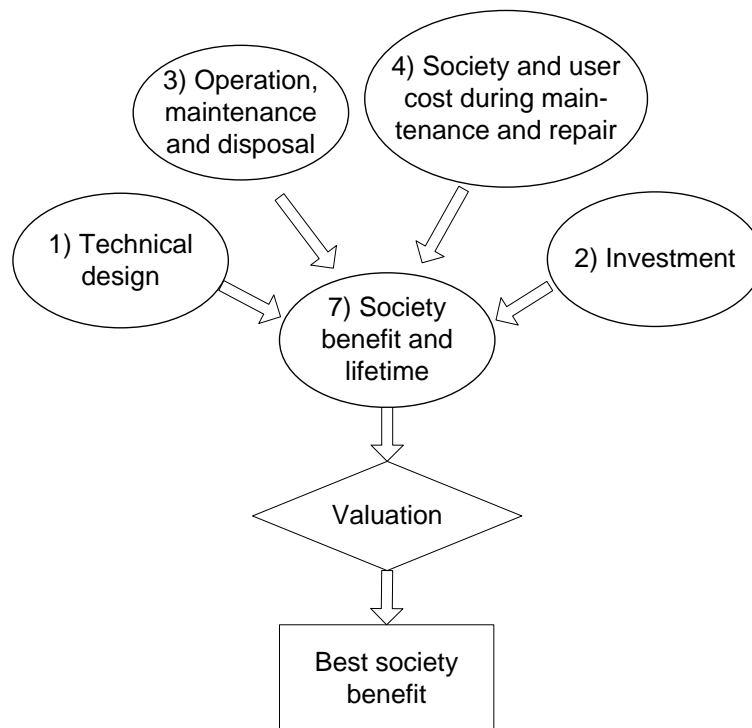 3) Operation,
maintenance
and disposal
4) Society and user
cost during main-
tenance and repair
1) Technical
design
2) Investment
7) Society
benefit and
lifetime
Valuation
Best society
benefit